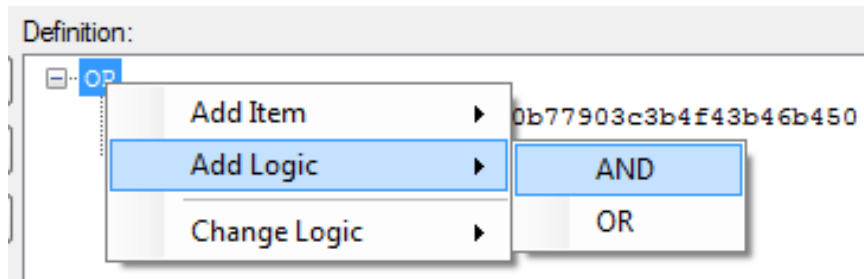 Definition:
OR
Add Item
0b77903c3b4f43b46b450
Add Logic
AND
OR
Change Logic